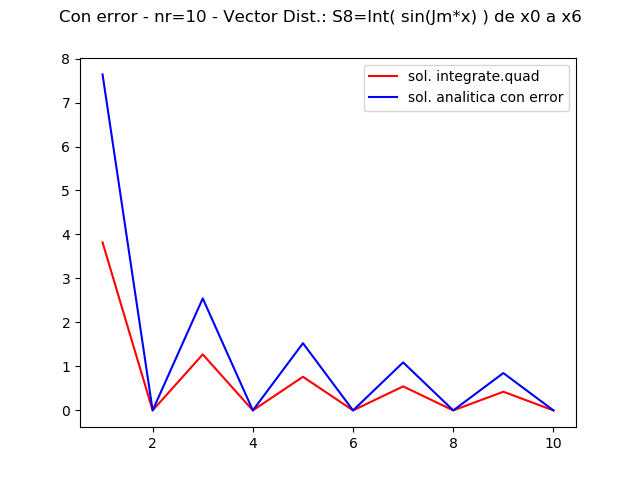 Con error - nr=10 - Vector Dist.: S8=Int( sin(Jm*x) ) de x0 a x6
sol. integrate.quad
sol. analitica con error
8
7
6
5
4
3
2
1
0
2 4 6 8 10